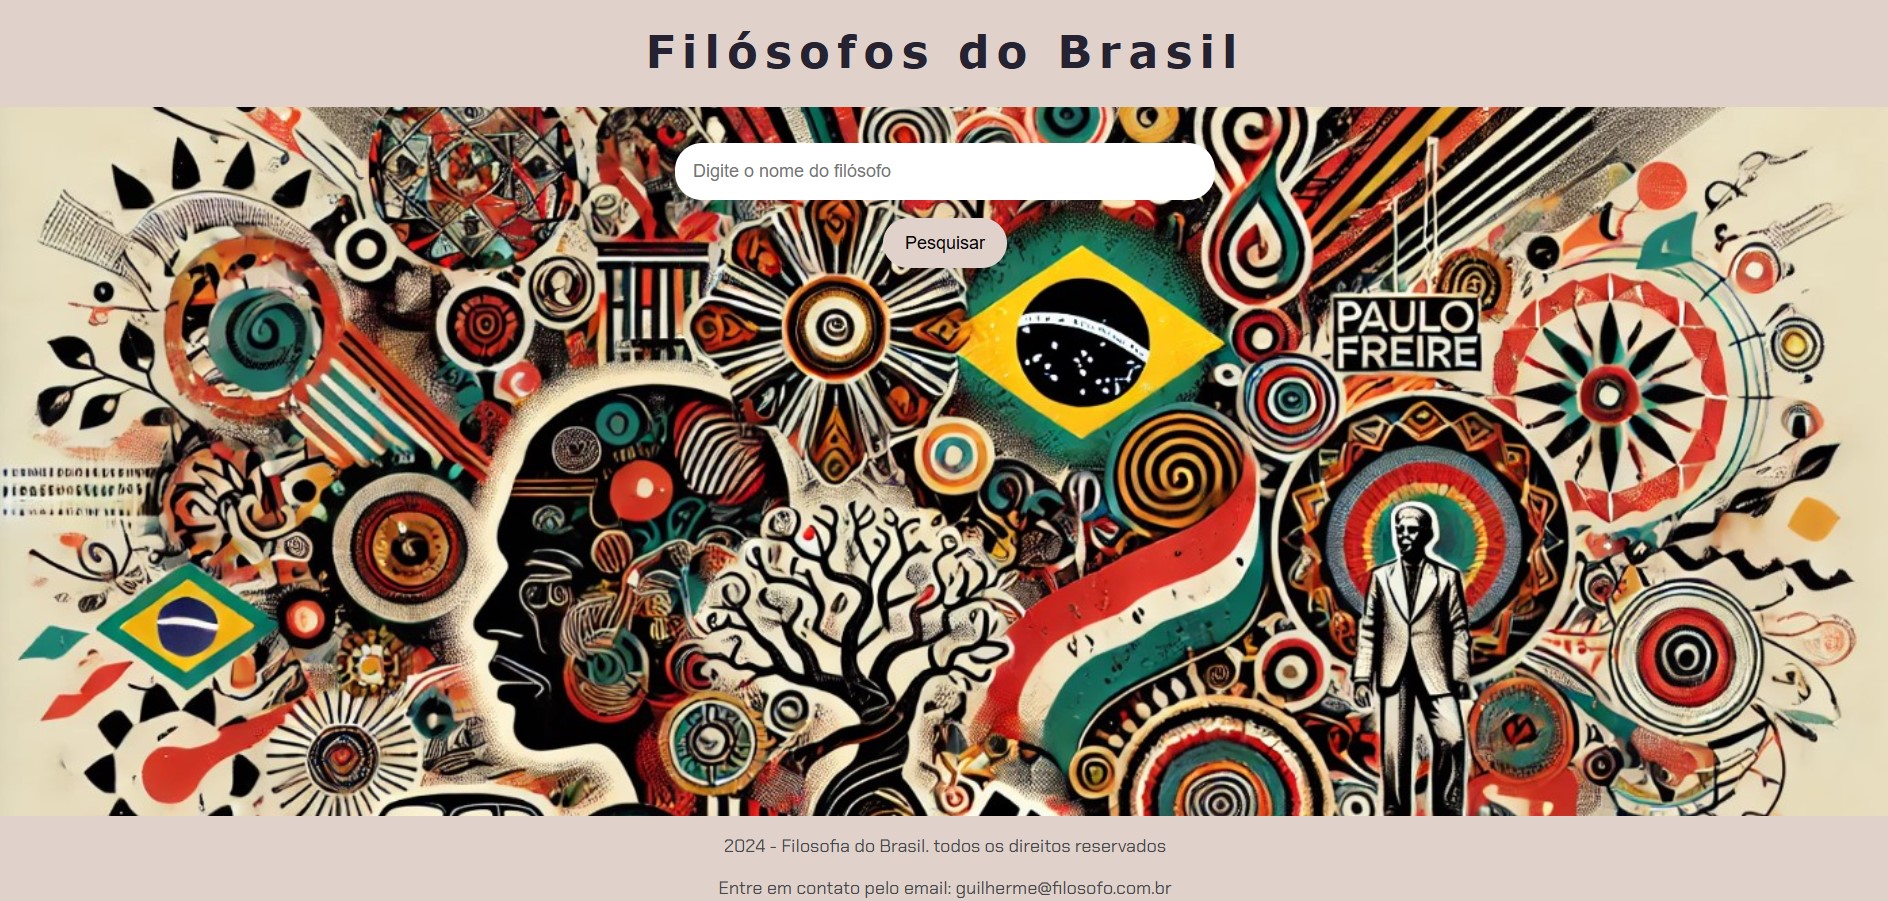 Filósofos do Brasil
Digite o nome do filósofo
Pesquisar
PAULO
FREIRE
2024 - Filosofia do Brasil. todos os direitos reservados
Entre em contato pelo email: guilherme@filosofo.com.br